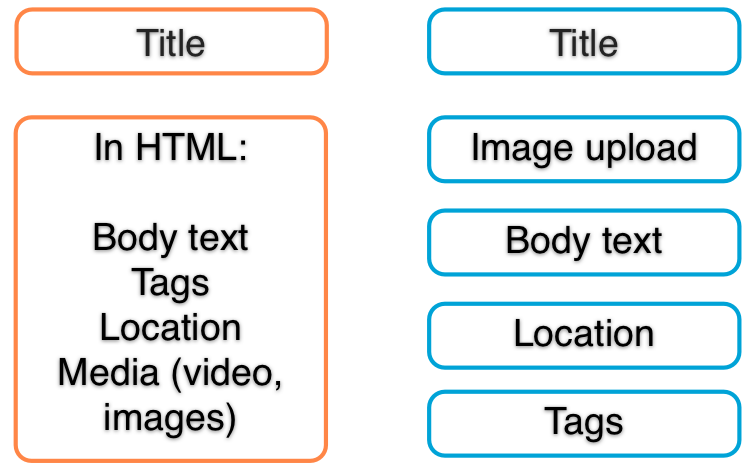 Title
In HTML:
Body text
Tags
Location
Media (video,
images)
Title
Image upload
Body text
Location
Tags